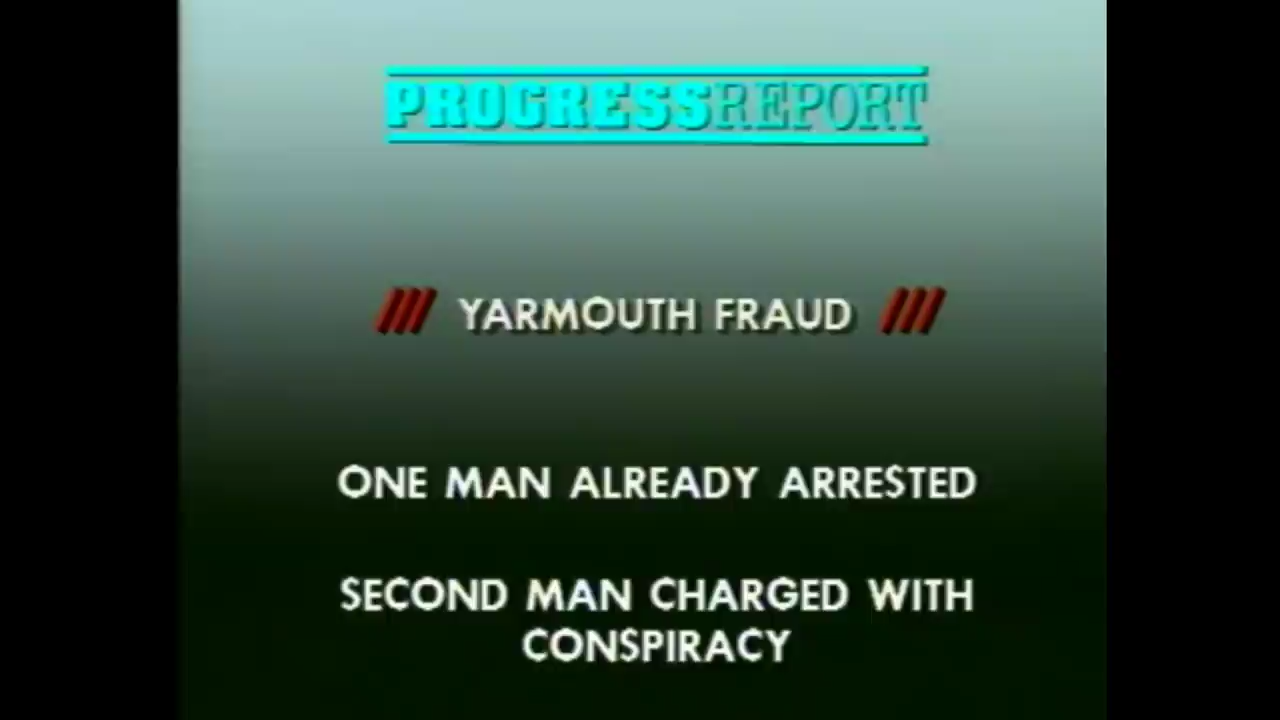 PROGRESSREPORT
/// YARMOUTH FRAUD ///
ONE MAN ALREADY ARRESTED
SECOND MAN CHARGED WITH
CONSPIRACY